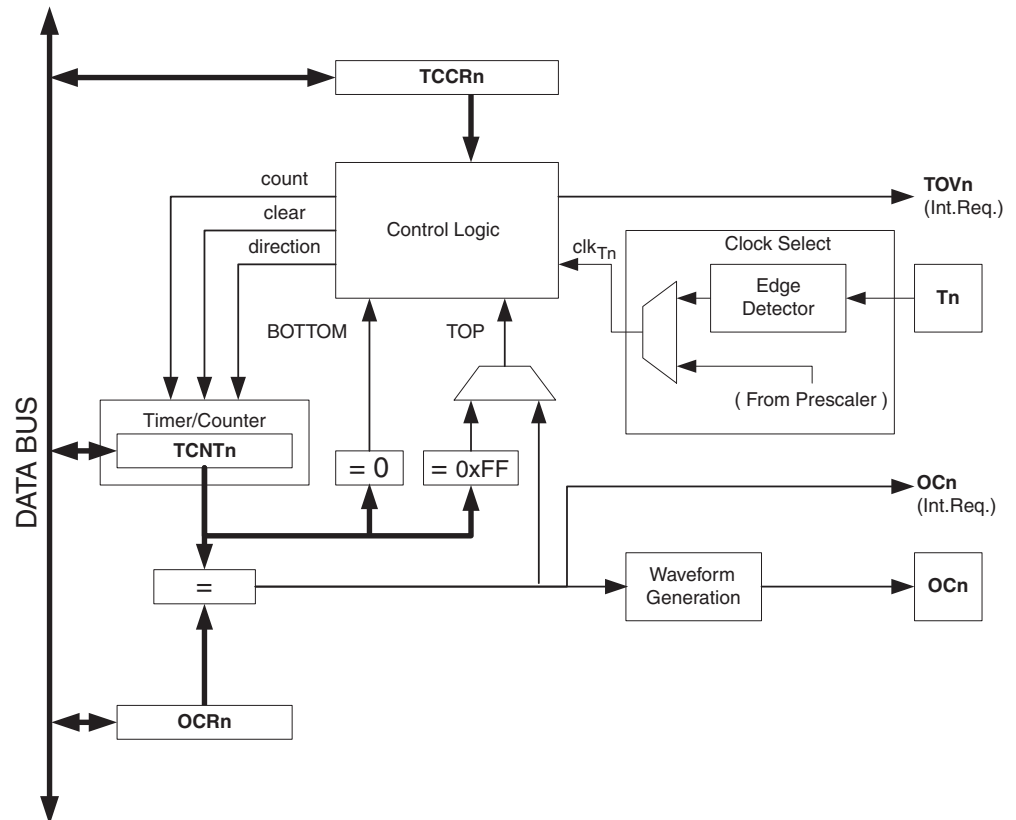 TCCRn
count
clear
direction
Control Logic
TOVn
(Int.Req.)
Clock Select
clkTn
Edge
Detector
Tn
( From Prescaler )
BOTTOM
TOP
Timer/Counter
TCNTn
= 0
= 0xFF
DATA BUS
OCn
(Int.Req.)
=
Waveform
Generation
OCn
OCRn